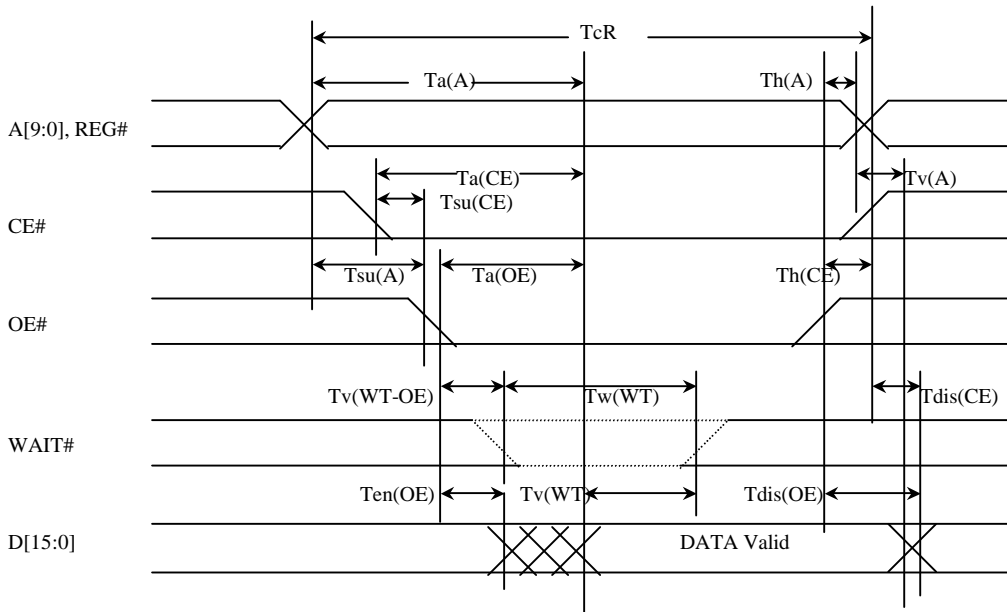 TcR
Ta(A) Th(A)
A[9:0], REG#
Ta(CE) Tv(A)
Tsu(CE)
CE#
Tsu(A) Ta(OE) Th(CE)
OE#
Tv(WT-OE) Tw(WT) Tdis(CE)
WAIT#
Ten(OE) Tv(WT) Tdis(OE)
D[15:0] DATA Valid